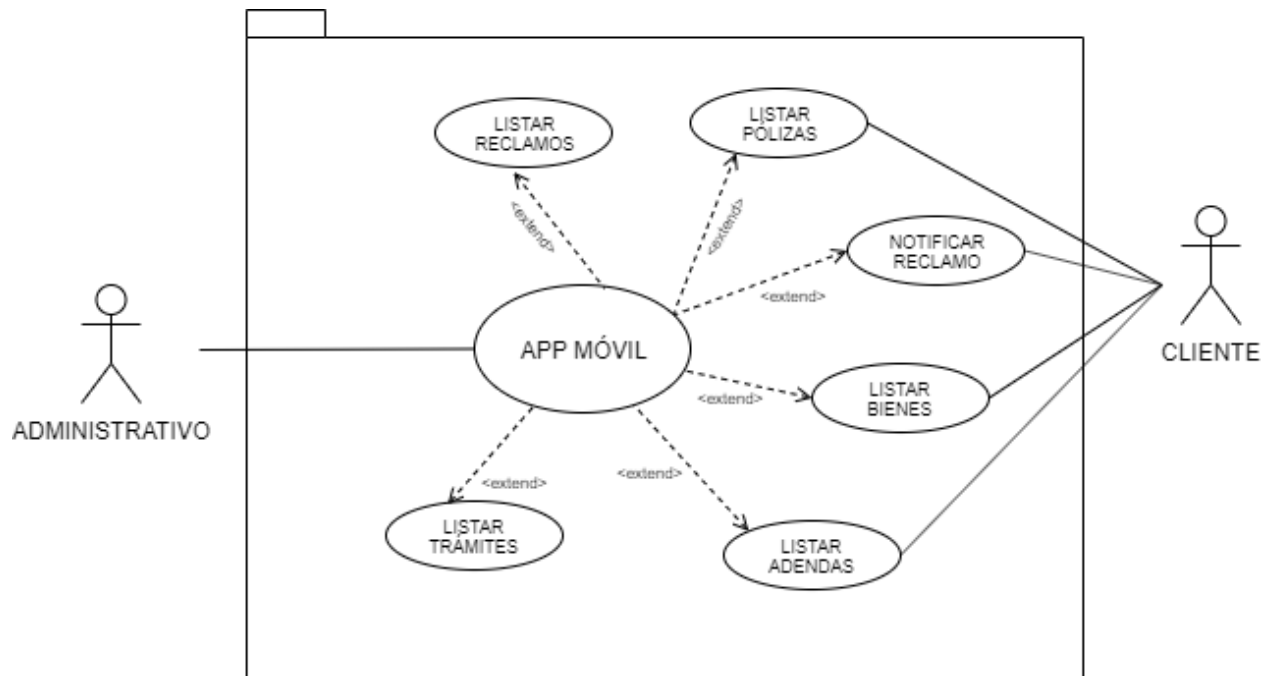 LISTAR
RECLAMOS
LISTAR
PÓLIZAS
<extend>
<extend>
NOTIFICAR
RECLAMO
<extend>
APP MÓVIL
CLIENTE
ADMINISTRATIVO
LISTAR
BIENES
<extend>
<extend>
<extend>
LISTAR
TRÁMITES
LISTAR
ADENDAS